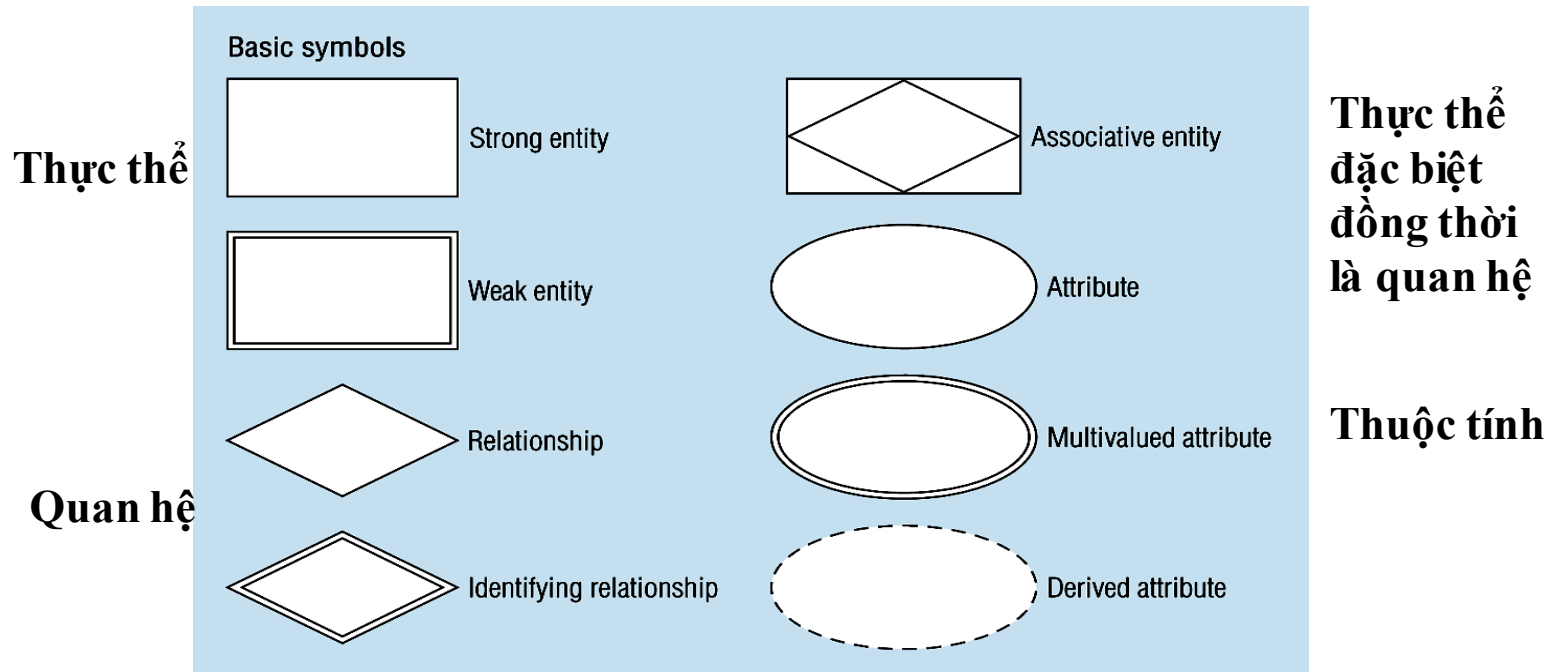 Basic symbols
Thực thể
Strong entity
Weak entity
Quan hệ
Relationship
Identifying relationship
Associative entity
Attribute
Multivalued attribute
Derived attribute
Thực thể
đặc biệt
đồng thời
là quan hệ
Thuộc tính